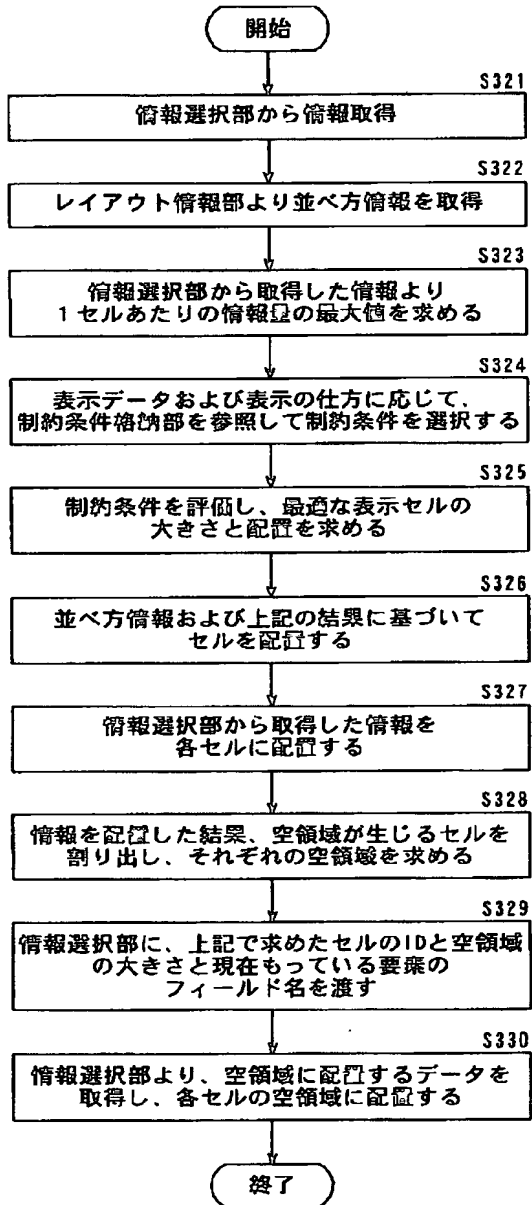 開始
S321
情報選択部から情報取得
S322
レイアウト情報部より並べ方情報を取得
S323
情報選択部から取得した情報より
1セルあたりの情報量の最大値を求める
S324
表示データおよび表示の仕方に応じて、
制約条件格納部を参照して制約条件を選択する
S325
制約条件を評価し、最適な表示セルの
大きさと配置を求める
S326
並べ方情報および上記の結果に基づいて
セルを配置する
S327
情報選択部から取得した情報を
各セルに配置する
S328
情報を配置した結果、空領域が生じるセルを
割り出し、それぞれの空領域を求める
S329
情報選択部に、上記で求めたセルのIDと空領域
の大きさと現在もっている要素の
フィールド名を渡す
S330
情報選択部より、空領域に配置するデータを
取得し、各セルの空領域に配置する
終了